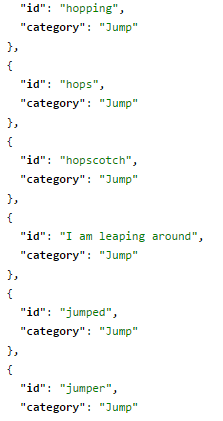 "id": "hopping",
"category": "Jump"
},
{
"id": "hops",
"category": "Jump"
},
{
"id": "hopscotch",
"category": "Jump"
},
{
"id": "I am leaping around",
"category": "Jump"
},
{
"id": "jumped",
"category": "Jump"
},
{
"id": "jumper",
"category": "Jump"